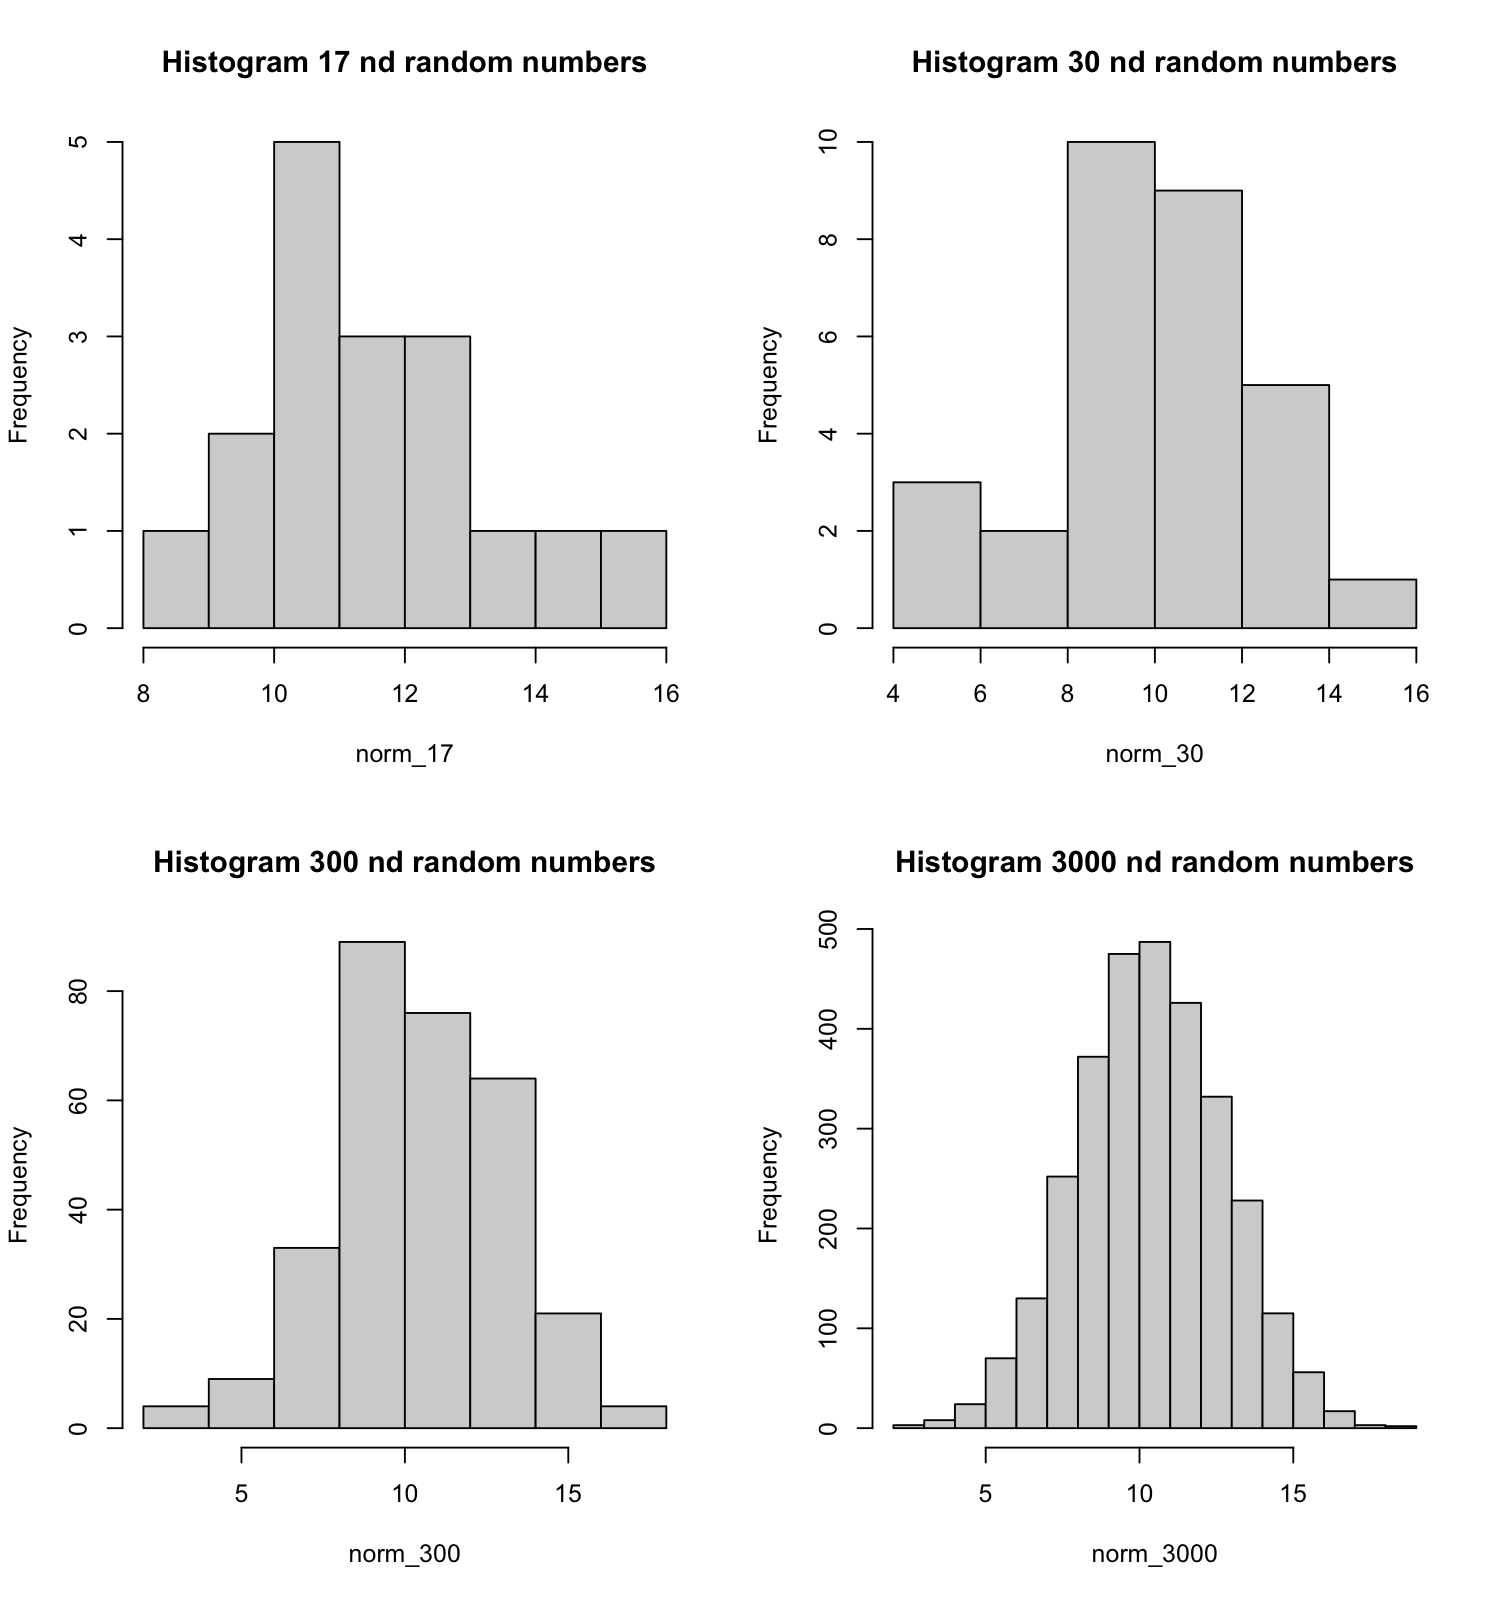 Histogram 17 nd random numbers
Frequency
0 1 2 3 4 5
8 10 12 14 16
norm_17
Histogram 30 nd random numbers
Frequency
0 2 4 6 8 10
4 6 8 10 12 14 16
norm_30
Histogram 300 nd random numbers
Frequency
0 20 40 60 80
5 10 15
norm_300
Histogram 3000 nd random numbers
Frequency
0 100 200 300 400 500
5 10 15
norm_3000